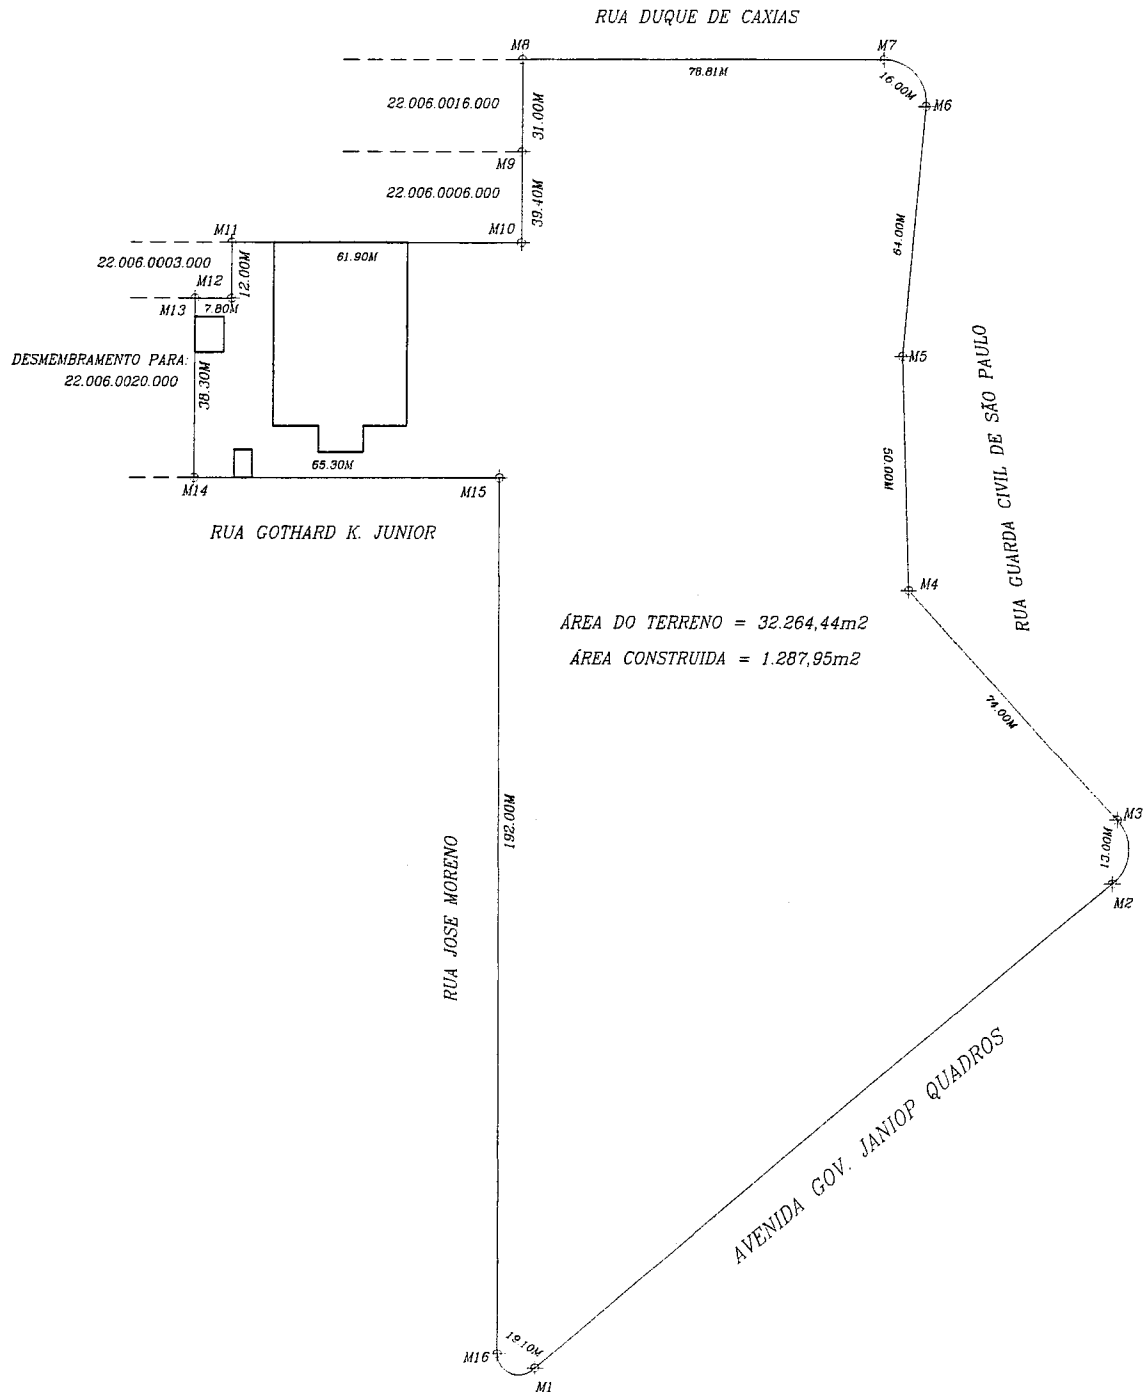 RUA DUQUE DE CAXIAS
M8
M7
78.81M
16.00M
M6
22.006.0016.000
31.00M
M9
22.006.0006.000
39.40M
M10
M11
61.90M
22.006.0003.000
12.00M
M12
M13
7.80M
64.00M
M5
DESMEMBRAMENTO PARA:
22.006.0020.000
38.30M
65.30M
M14
M15
50.00M
RUA GUARDA CIVIL DE SÃO PAULO
RUA GOTHARD K. JUNIOR
M4
ÁREA DO TERRENO = 32.264,44m2
ÁREA CONSTRUIDA = 1.287,95m2
74.00M
M3
13.00M
M2
192.00M
RUA JOSE MORENO
AVENIDA GOV. JANIOP QUADROS
19.10M
M16
M1